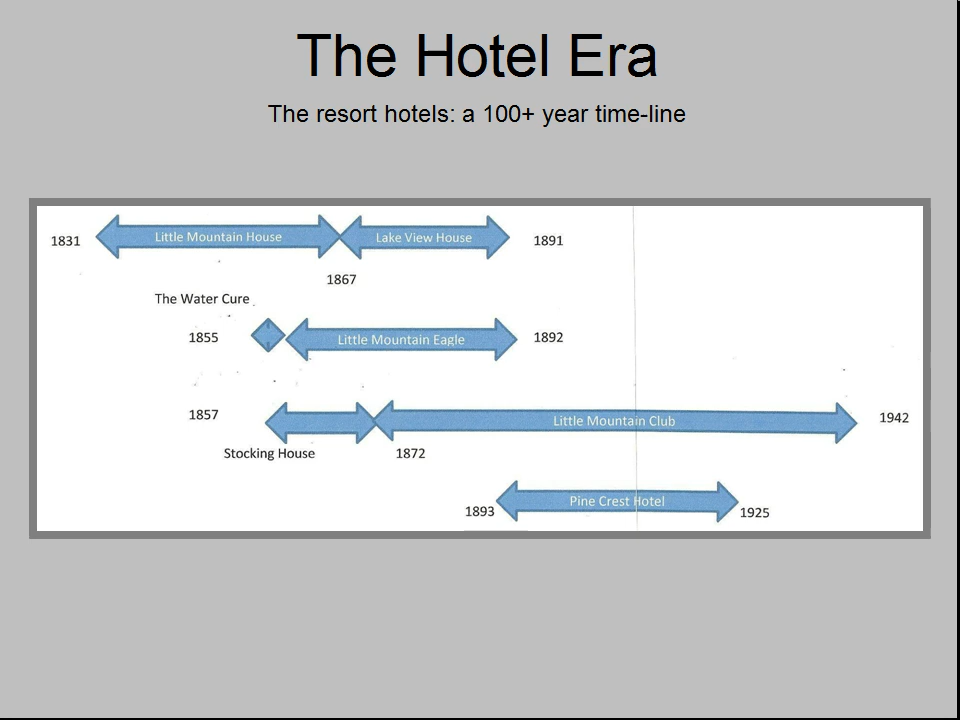 The Hotel Era
The resort hotels: a 100+ year time-line
1831 Little Mountain House Lake View House 1891
1867
The Water Cure
1855 Little Mountain Eagle 1892
1857 Little Mountain Club 1942
Stocking House 1872
1893 Pine Crest Hotel 1925